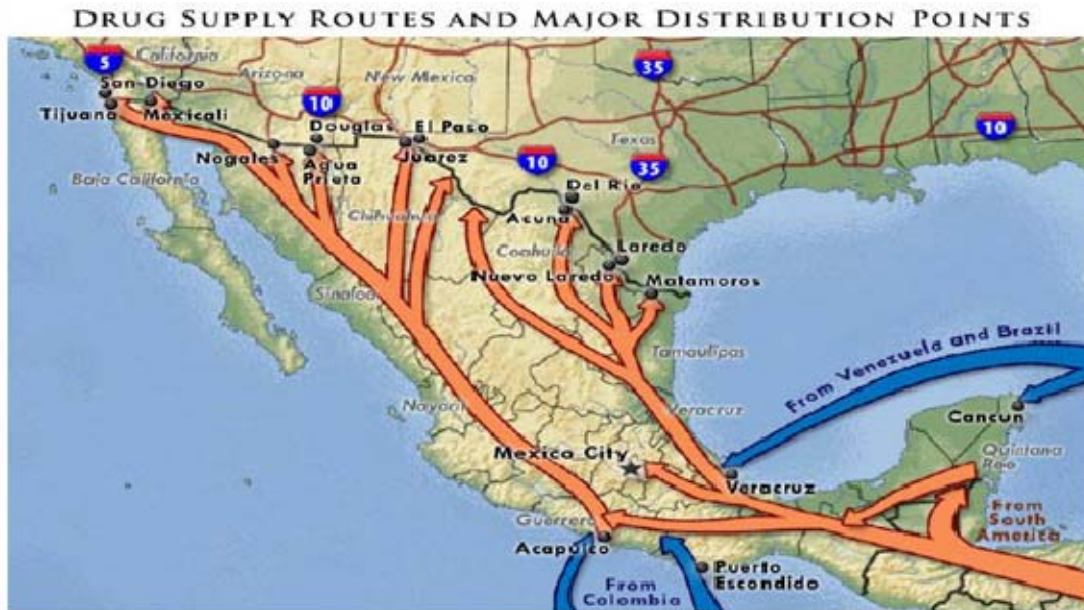 DRUG SUPPLY ROUTES AND MAJOR DISTRIBUTION POINTS
California
5
San Diego
Tijuana
Mexicali
Arizona
10
New Mexico
35
Douglas
El Paso
Nogales
Agua
Prieta
Juarez
Texas
10
35
10
Baja California
Chihuahua
Del Rio
Acuna
Coahuila
Laredo
Nuevo Laredo
Matamoros
Sinaloa
Tamaulipas
From Venezuela and Brazil
Nayarit
Veracruz
Cancun
Mexico City
Quintana
Roo
Veracruz
From
South
America
Guerrero
Acapulco
Puerto
Escondido
From
Colombia